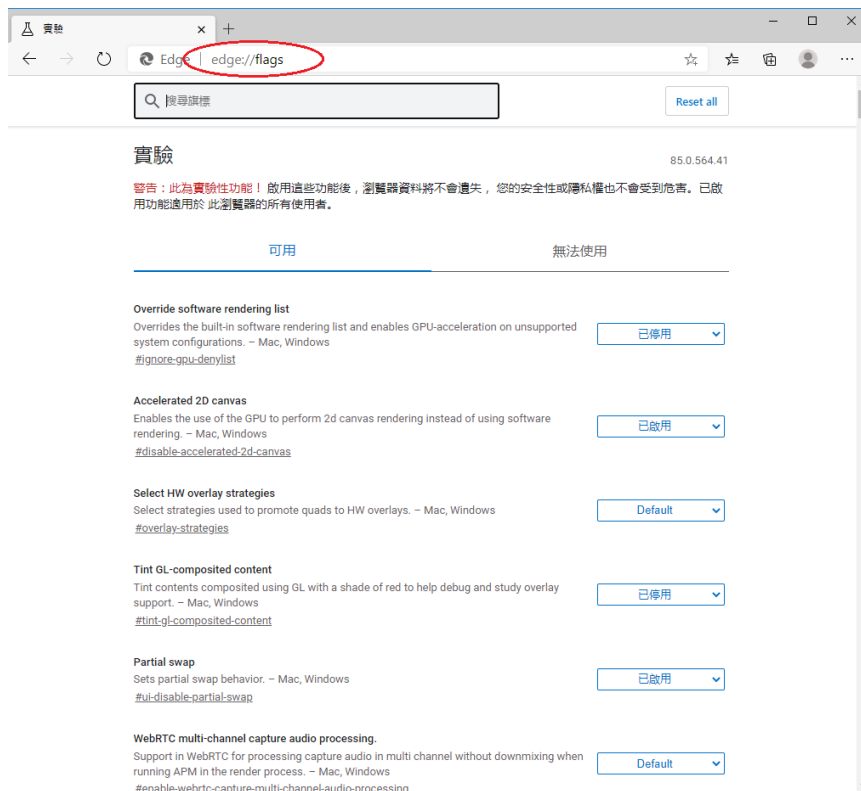 實驗
Edge | edge://flags
搜尋旗標
Reset all
實驗
85.0.564.41
警告：此為實驗性功能！ 啟用這些功能後，瀏覽器資料將不會遺失， 您的安全性或隱私權也不會受到危害。已啟
用功能適用於 此瀏覽器的所有使用者。
可用
無法使用
Override software rendering list
Overrides the built-in software rendering list and enables GPU-acceleration on unsupported
system configurations. – Mac, Windows
#ignore-gpu-denylist
已停用
Accelerated 2D canvas
Enables the use of the GPU to perform 2d canvas rendering instead of using software
rendering. – Mac, Windows
#disable-accelerated-2d-canvas
已啟用
Select HW overlay strategies
Select strategies used to promote quads to HW overlays. – Mac, Windows
#overlay-strategies
Default
Tint GL-composited content
Tint contents composited using GL with a shade of red to help debug and study overlay
support. – Mac, Windows
#tint-gl-composited-content
已停用
Partial swap
Sets partial swap behavior. – Mac, Windows
#ui-disable-partial-swap
已啟用
WebRTC multi-channel capture audio processing.
Support in WebRTC for processing capture audio in multi channel without downmixing when
running APM in the render process. – Mac, Windows
#enable-webrtc-capture-multi-channel-audio-processing
Default